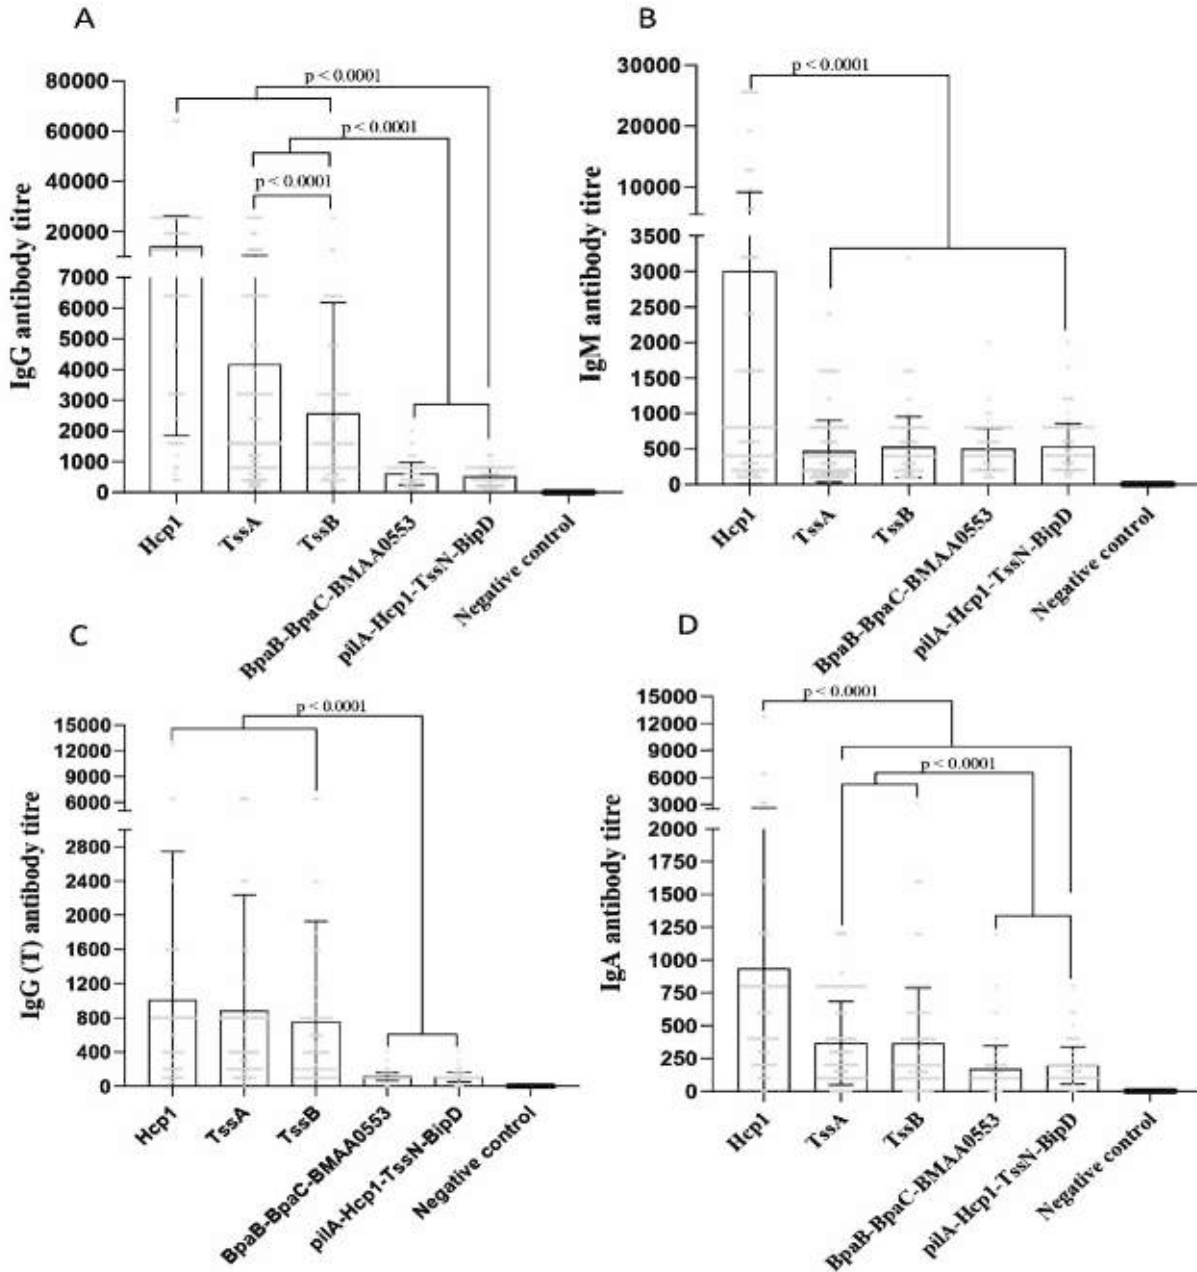 A
IgG antibody titre
80000
60000
40000
20000
7000
6000
5000
4000
3000
2000
1000
0
p < 0.0001
p < 0.0001
p < 0.0001
Hcp1
TssA
TssB
BpaB-BpaC-BMAA0553
pilA-Hcp1-TssN-BipD
Negative control
B
IgM antibody titre
30000
20000
10000
3500
3000
2000
1500
1000
500
0
p < 0.0001
Hcp1
TssA
TssB
BpaB-BpaC-BMAA0553
pilA-Hcp1-TssN-BipD
Negative control
C
IgG (T) antibody titre
15000
12000
9000
6000
2800
2400
2000
1600
1200
800
400
0
p < 0.0001
Hcp1
TssA
TssB
BpaB-BpaC-BMAA0553
pilA-Hcp1-TssN-BipD
Negative control
D
IgA antibody titre
15000
12000
9000
6000
3000
2000
1750
1500
1250
1000
750
500
250
0
p < 0.0001
p < 0.0001
Hcp1
TssA
TssB
BpaB-BpaC-BMAA0553
pilA-Hcp1-TssN-BipD
Negative control